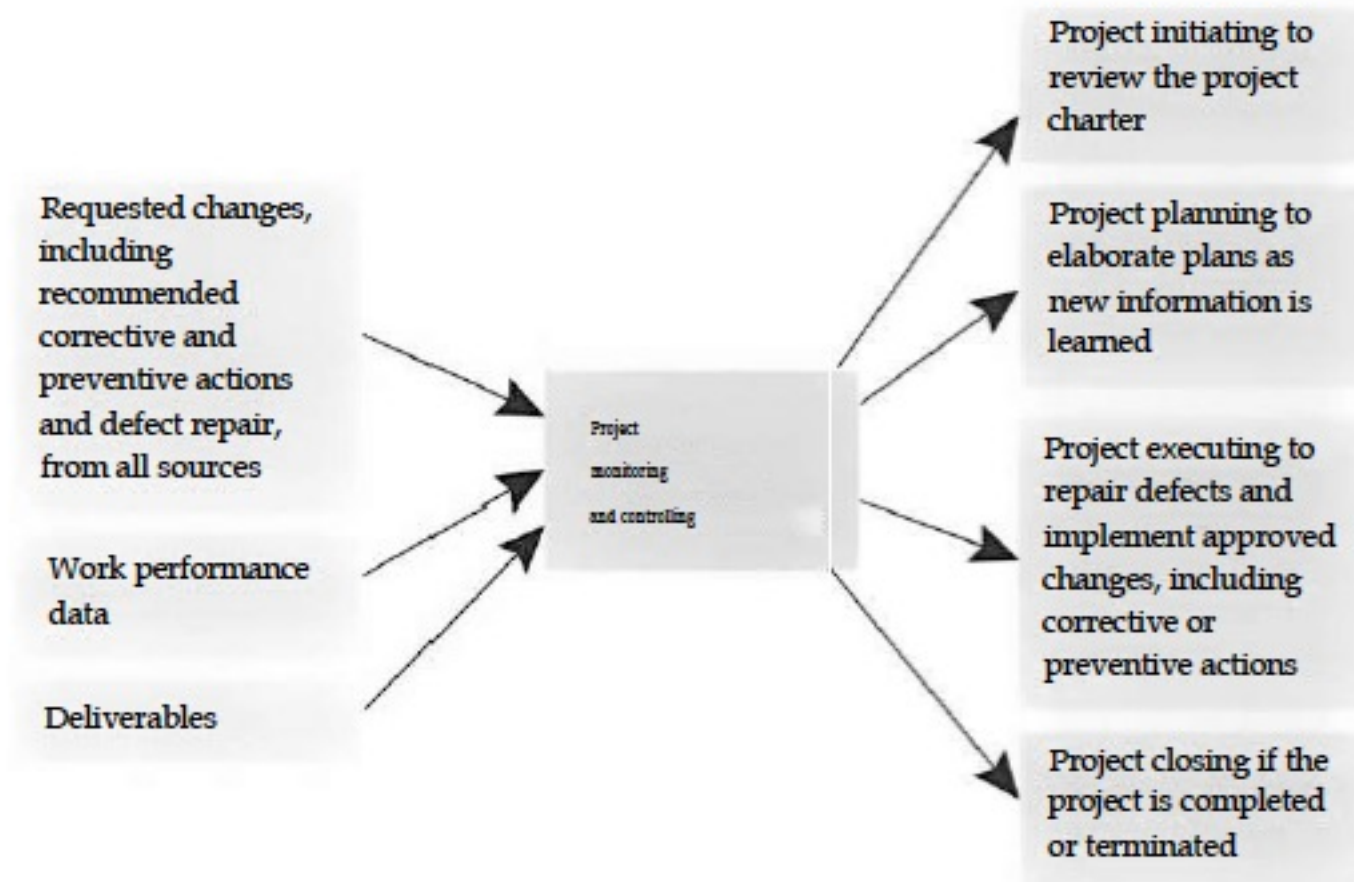 Requested changes,
including
recommended
corrective and
preventive actions
and defect repair,
from all sources
Work performance
data
Deliverables
Project
monitoring
and controlling
Project initiating to
review the project
charter
Project planning to
elaborate plans as
new information is
learned
Project executing to
repair defects and
implement approved
changes, including
corrective or
preventive actions
Project closing if the
project is completed
or terminated